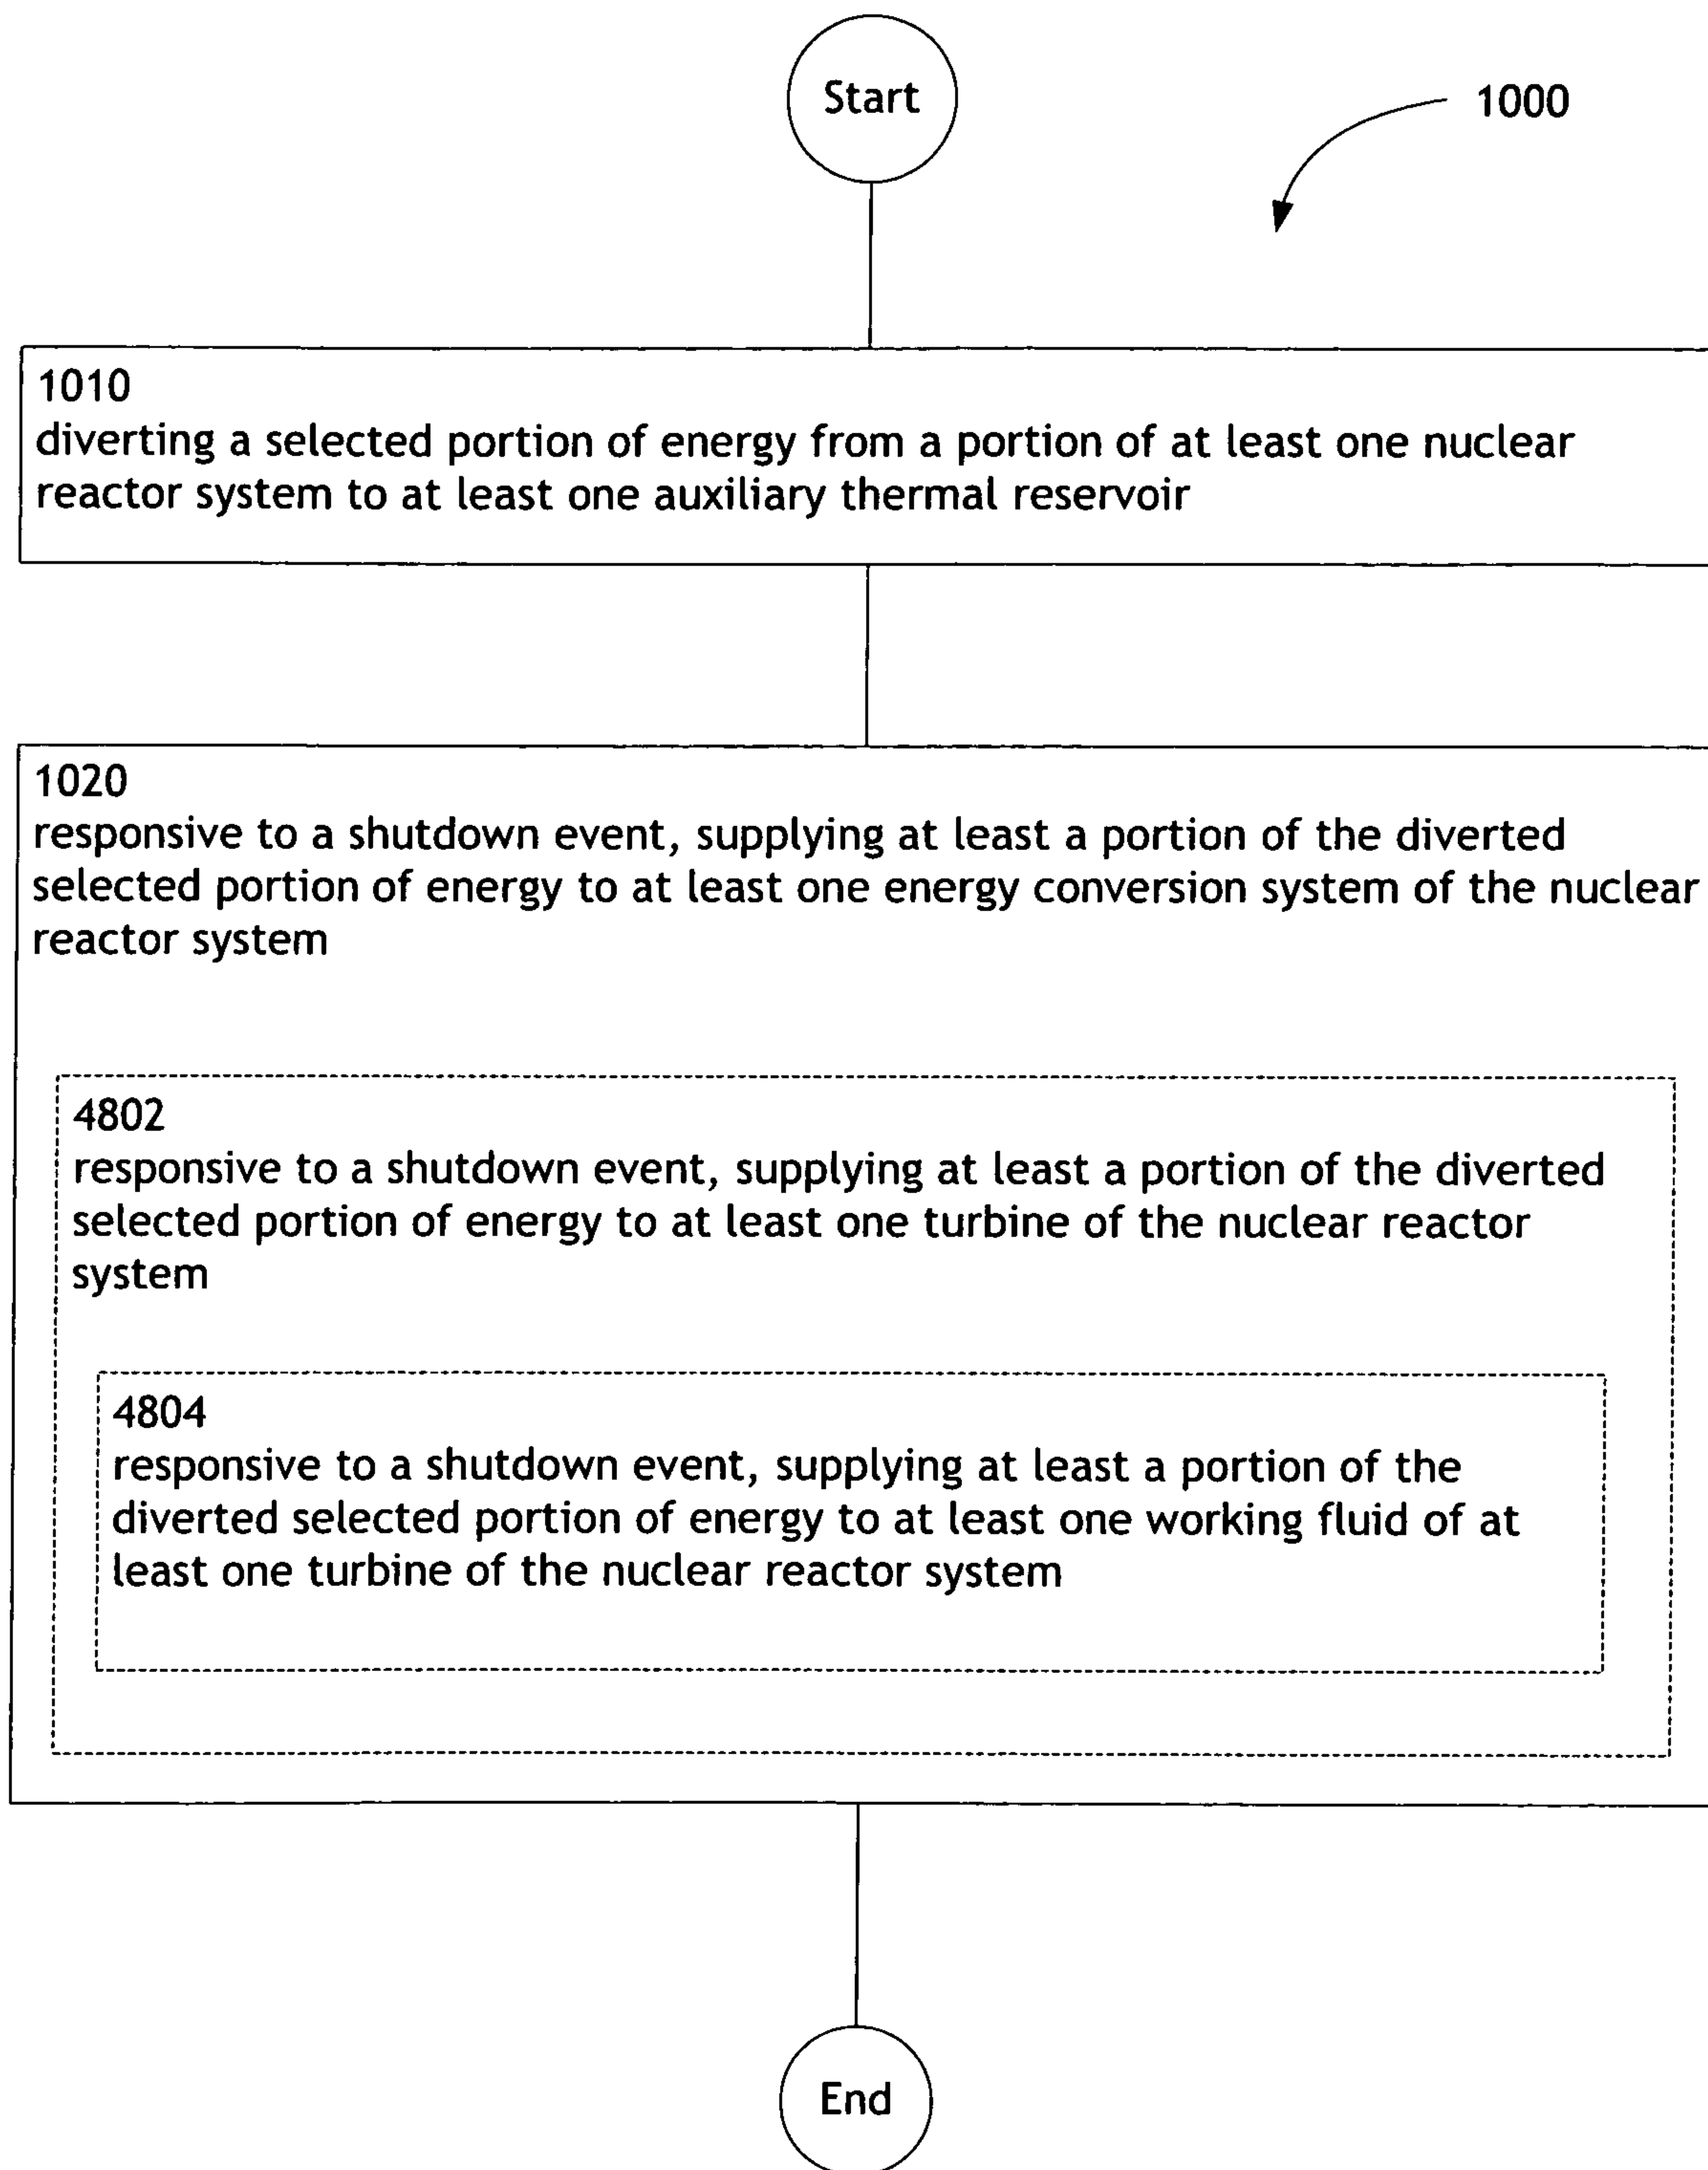 Start
1000
1010
diverting a selected portion of energy from a portion of at least one nuclear
reactor system to at least one auxiliary thermal reservoir
1020
responsive to a shutdown event, supplying at least a portion of the diverted
selected portion of energy to at least one energy conversion system of the nuclear
reactor system
4802
responsive to a shutdown event, supplying at least a portion of the diverted
selected portion of energy to at least one turbine of the nuclear reactor
system
4804
responsive to a shutdown event, supplying at least a portion of the
diverted selected portion of energy to at least one working fluid of at
least one turbine of the nuclear reactor system
End